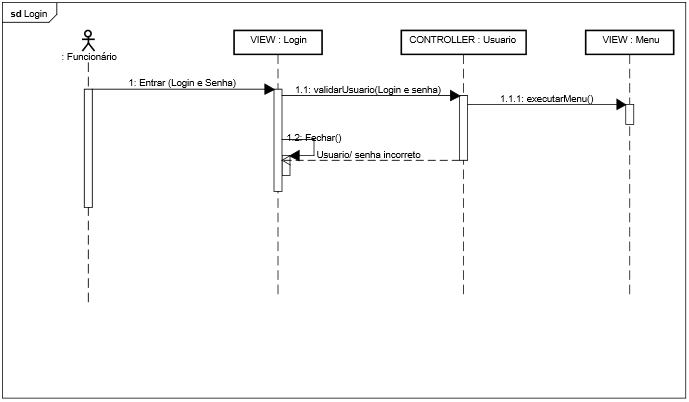 sd Login
: Funcionário
VIEW : Login
CONTROLLER : Usuario
VIEW : Menu
1: Entrar (Login e Senha)
1.1: validarUsuario(Login e senha)
1.1.1: executarMenu()
1.2: Fechar()
Usuario/ senha incorreto